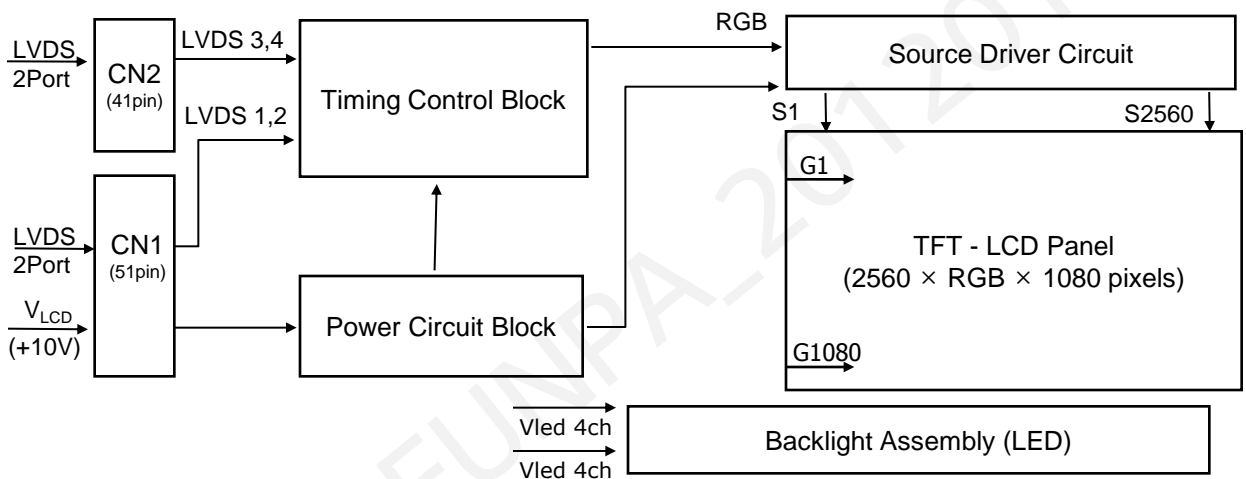 LVDS
2Port
CN2
(41pin)
LVDS 3,4
LVDS 1,2
Timing Control Block
RGB
Source Driver Circuit
S1
S2560
LVDS
2Port
CN1
(51pin)
VLCD
(+10V)
Power Circuit Block
G1
TFT - LCD Panel
(2560 × RGB × 1080 pixels)
G1080
Vled 4ch
Vled 4ch
Backlight Assembly (LED)